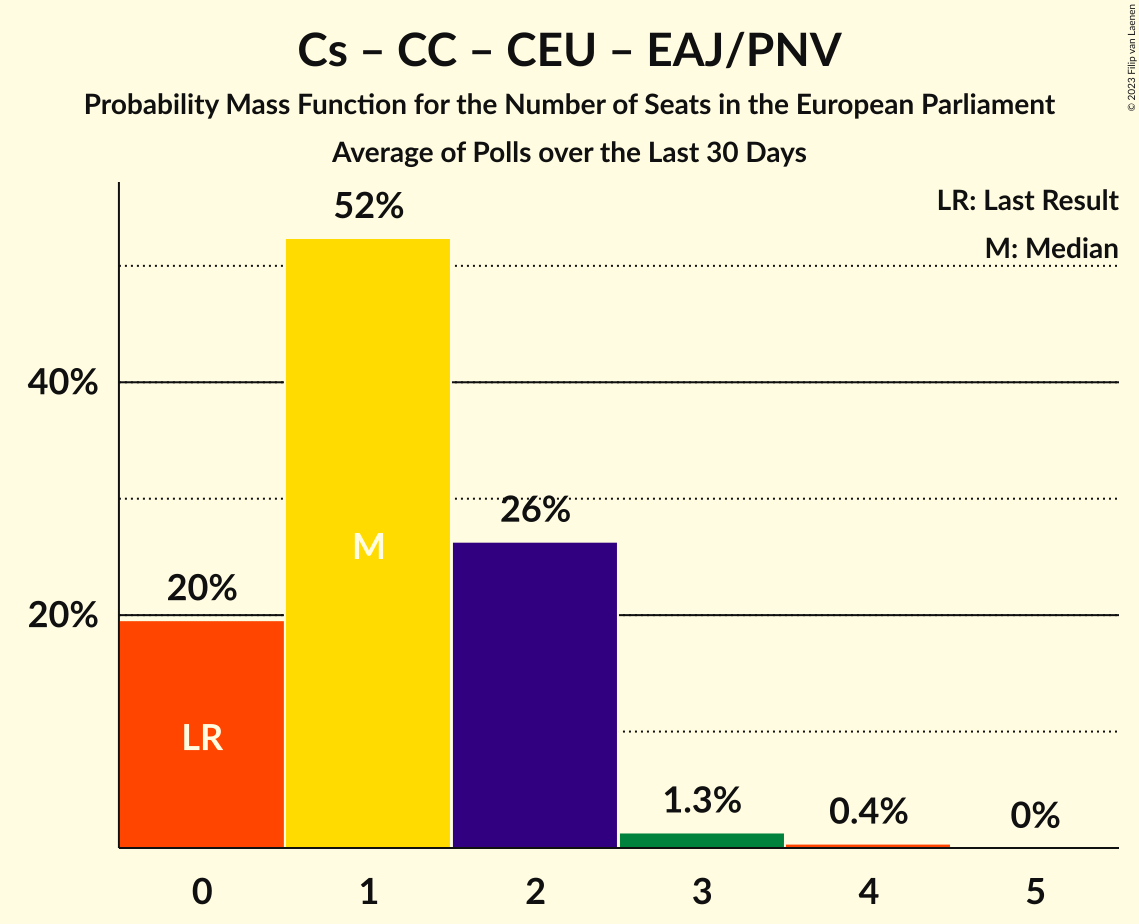 Cs – CC – CEU – EAJ/PNV
Probability Mass Function for the Number of Seats in the European Parliament
Average of Polls over the Last 30 Days
© 2023 Filip van Laenen
LR: Last Result
M: Median
52%
40%
26%
M
20%
20%
LR
1.3%
0.4%
0%
0 1 2 3 4 5